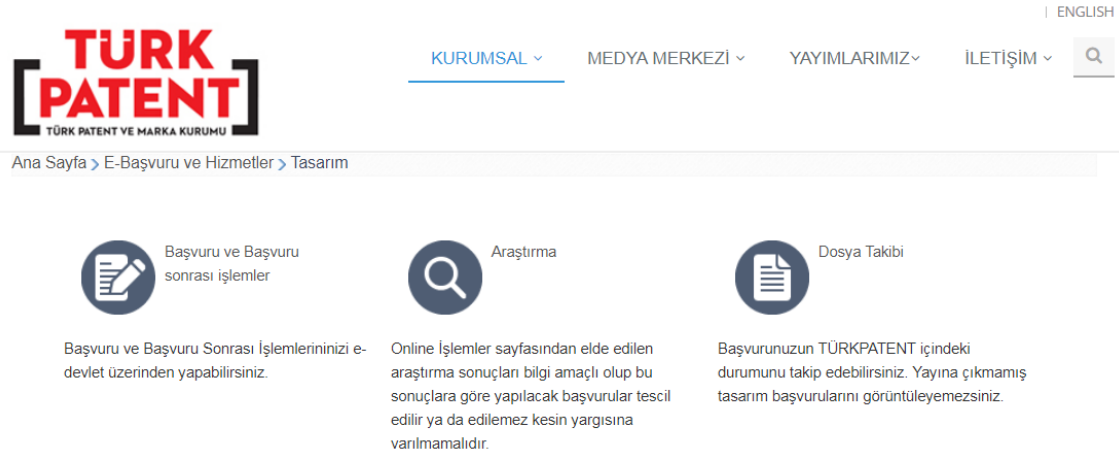 | ENGLISH
TÜRK
PATENT
TÜRK PATENT VE MARKA KURUMU
KURUMSAL
MEDYA MERKEZİ
YAYIMLARIMIZ
İLETİŞİM
Ana Sayfa > E-Başvuru ve Hizmetler > Tasarım
Başvuru ve Başvuru
sonrası işlemler
Başvuru ve Başvuru Sonrası İşlemlerininizi e-
devlet üzerinden yapabilirsiniz.
Araştırma
Online İşlemler sayfasından elde edilen
araştırma sonuçları bilgi amaçlı olup bu
sonuçlara göre yapılacak başvurular tescil
edilir ya da edilemez kesin yargısına
varılmamalıdır.
Dosya Takibi
Başvurunuzun TÜRKPATENT içindeki
durumunu takip edebilirsiniz. Yayına çıkmamış
tasarım başvurularını görüntüleyemezsiniz.